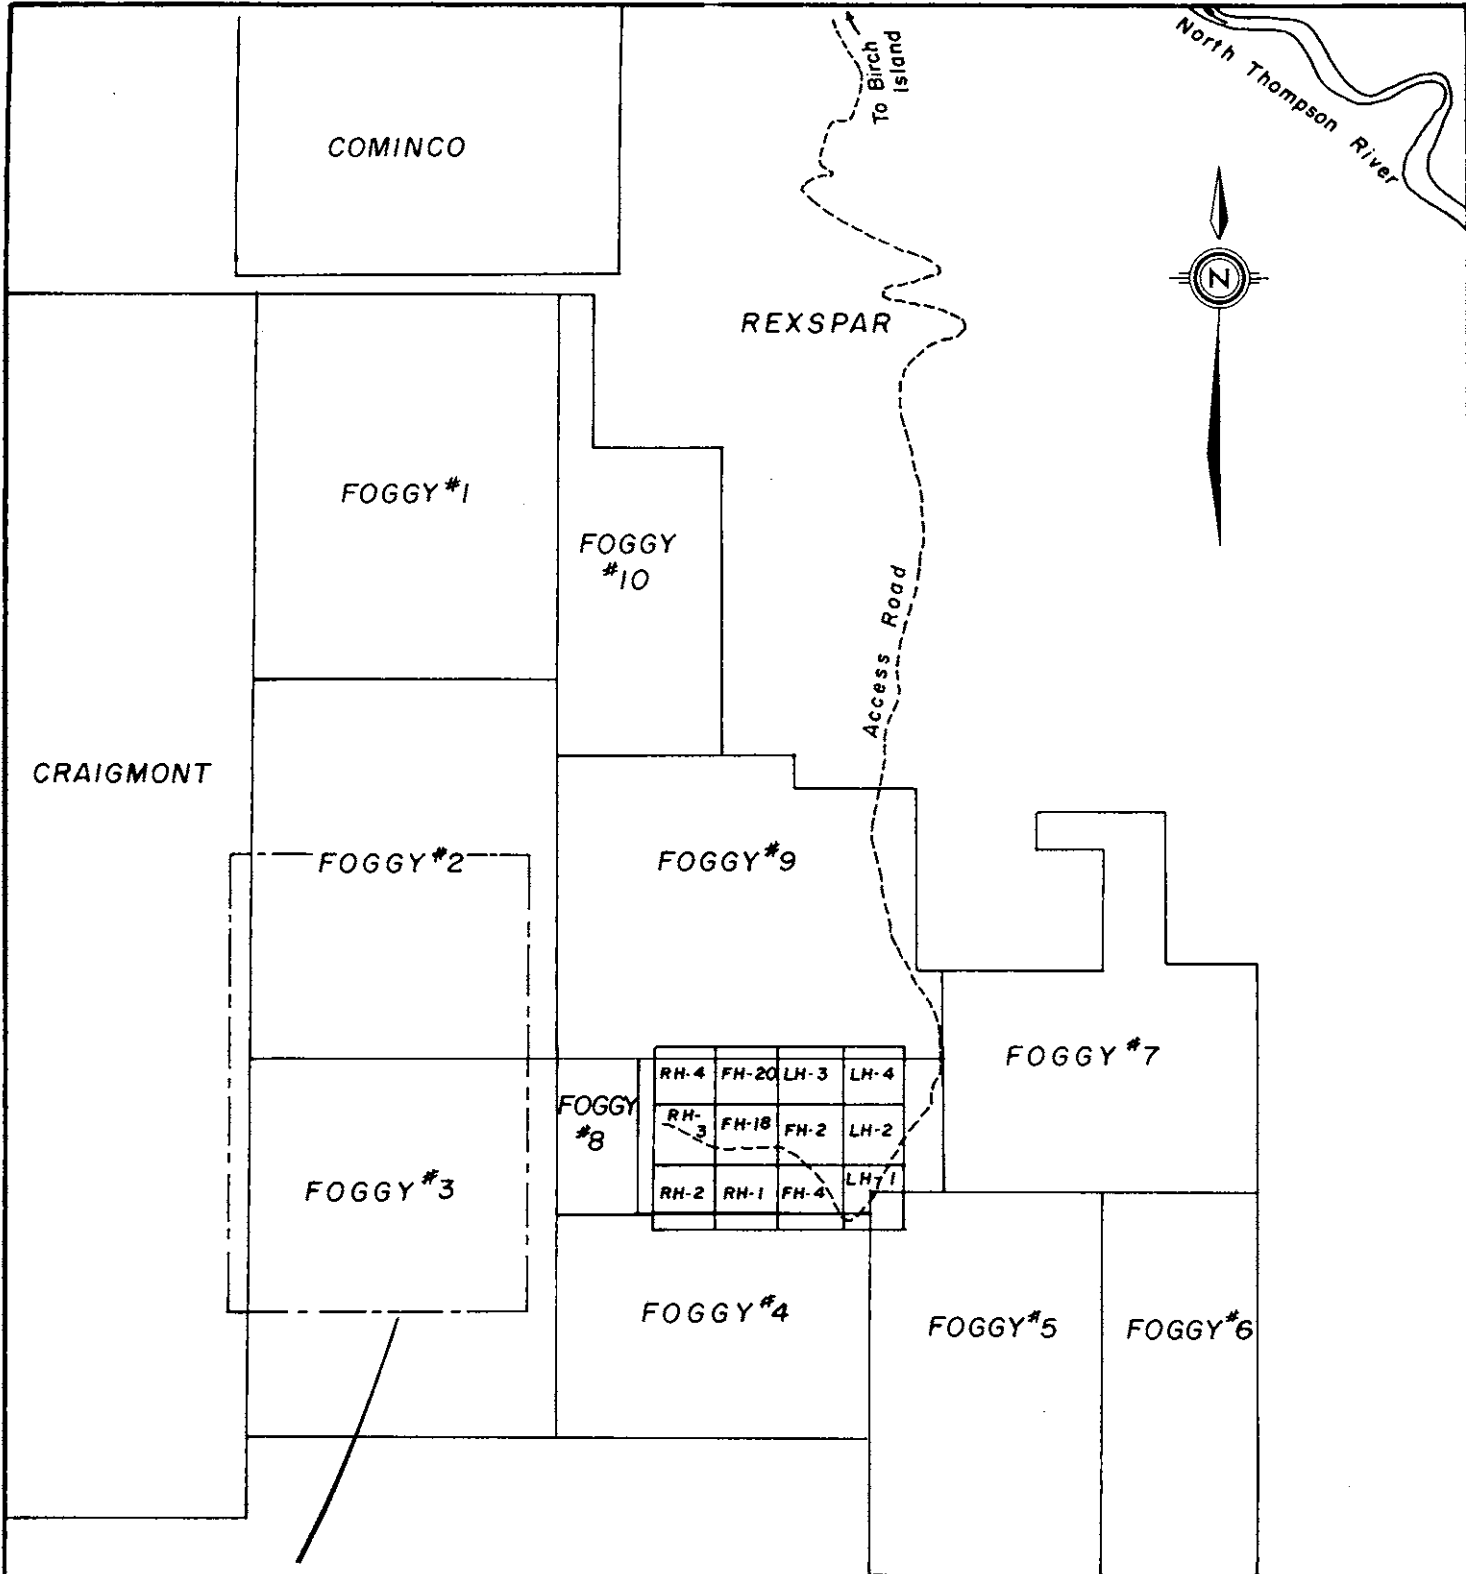 To Birch
Island
North Thompson River
COMINCO
N
REXSPAR
FOGGY #1
FOGGY
#10
Access Road
CRAIGMONT
FOGGY #2
FOGGY #9
FOGGY #7
RH-4 FH-20 LH-3 LH-4
FOGGY
#8
RH-
3
FH-18 FH-2 LH-2
RH-2 RH-1 FH-4 LH-1
FOGGY #3
FOGGY #4
FOGGY #5
FOGGY #6